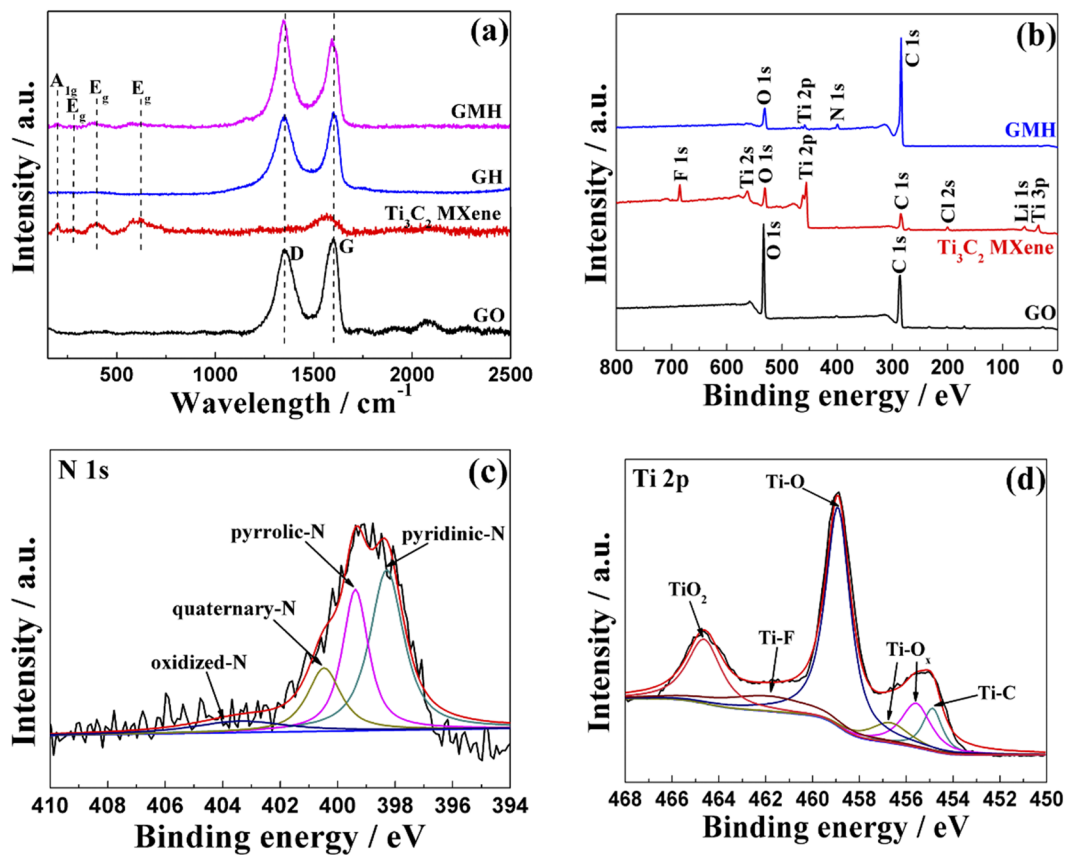 (a)
A1g
Eg
Eg
Eg
GMH
GH
Ti3C2 MXene
D
G
GO
Intensity / a.u.
500 1000 1500 2000 2500
Wavelength / cm-1
(b)
C 1s
O 1s
Ti 2p
N 1s
GMH
F 1s
Ti 2s
O 1s
Ti 2p
C 1s
Cl 2s
Li 1s
Ti 3p
Ti3C2 MXene
O 1s
C 1s
GO
Intensity / a.u.
800 700 600 500 400 300 200 100 0
Binding energy / eV
N 1s
(c)
pyrrolic-N
pyridinic-N
quaternary-N
oxidized-N
Intensity / a.u.
410 408 406 404 402 400 398 396 394
Binding energy / eV
Ti 2p
(d)
Ti-O
TiO2
Ti-F
Ti-Ox
Ti-C
Intensity / a.u.
468 466 464 462 460 458 456 454 452 450
Binding energy / eV